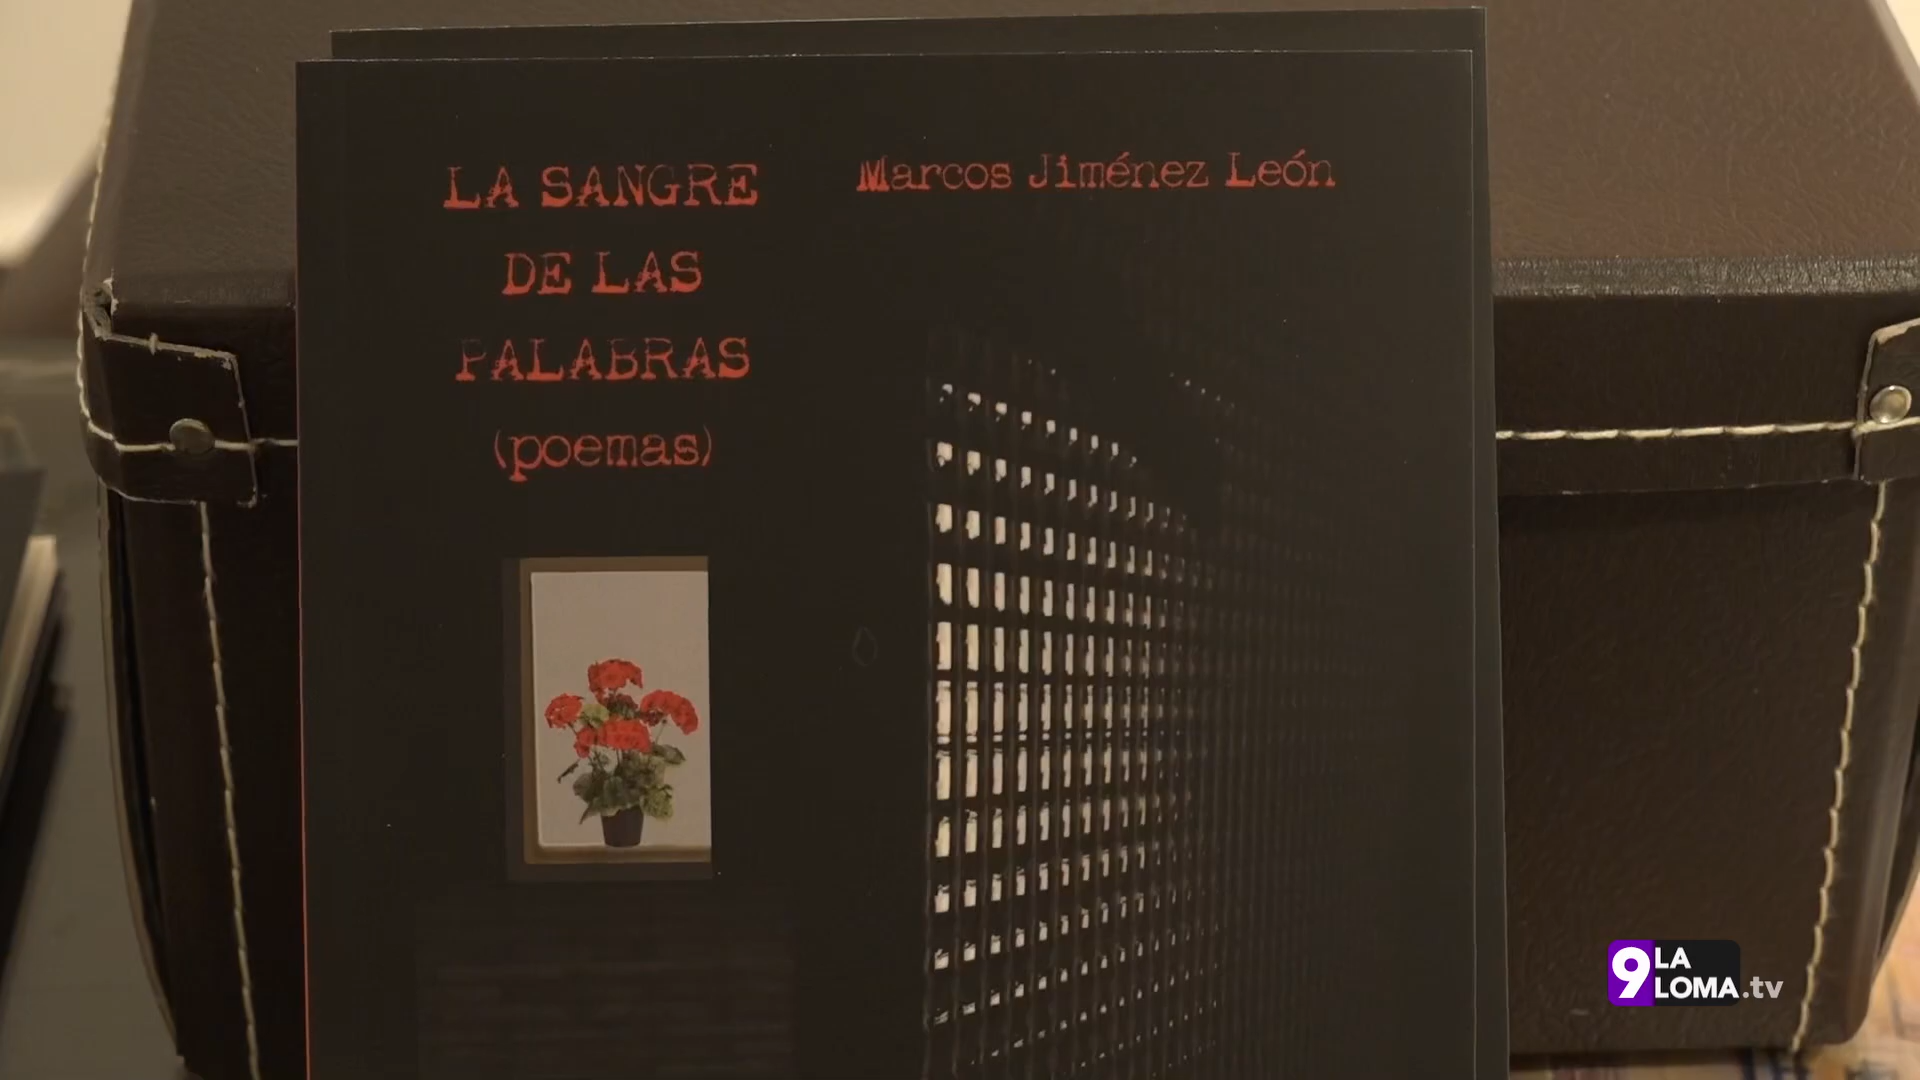 LA SANGRE
DE LAS
PALABRAS
(poemas)
Marcos Jiménez León
9 LA
LOMA.tv